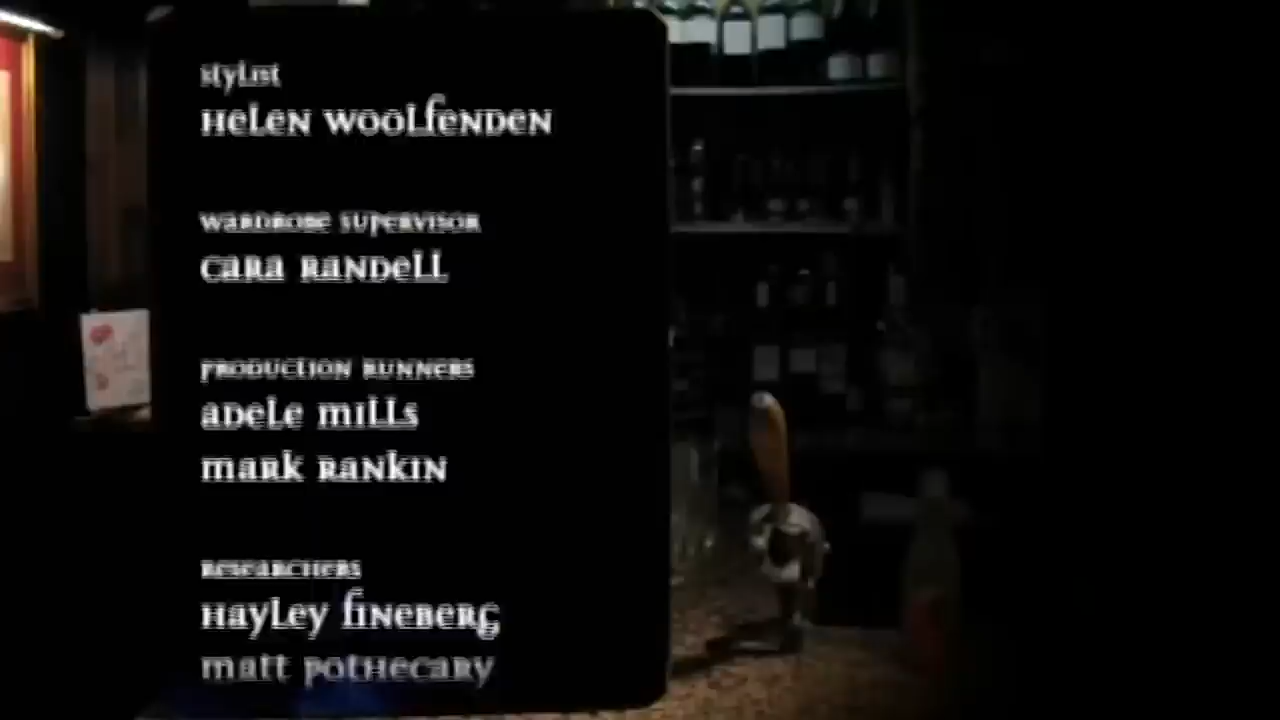 stylist
Helen Woolfenden
wardrobe supervisor
Cara Randell
production runners
Adele Mills
Mark Rankin
researchers
Hayley Fineberg
Matt Pothecary